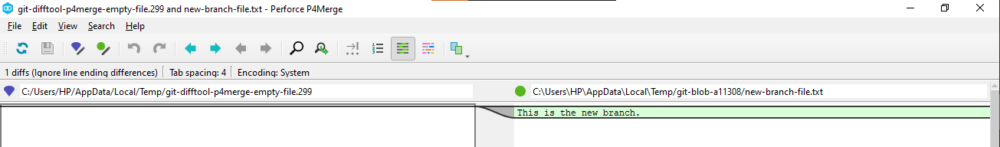 git-difftool-p4merge-empty-file.299 and new-branch-file.txt - Perforce P4Merge
File Edit View Search Help
1 diffs (Ignore line ending differences) Tab spacing: 4 Encoding: System
C:/Users/HP/AppData/Local/Temp/git-difftool-p4merge-empty-file.299
C:\Users\HP\AppData\Local\Temp/git-blob-a11308/new-branch-file.txt
This is the new branch.